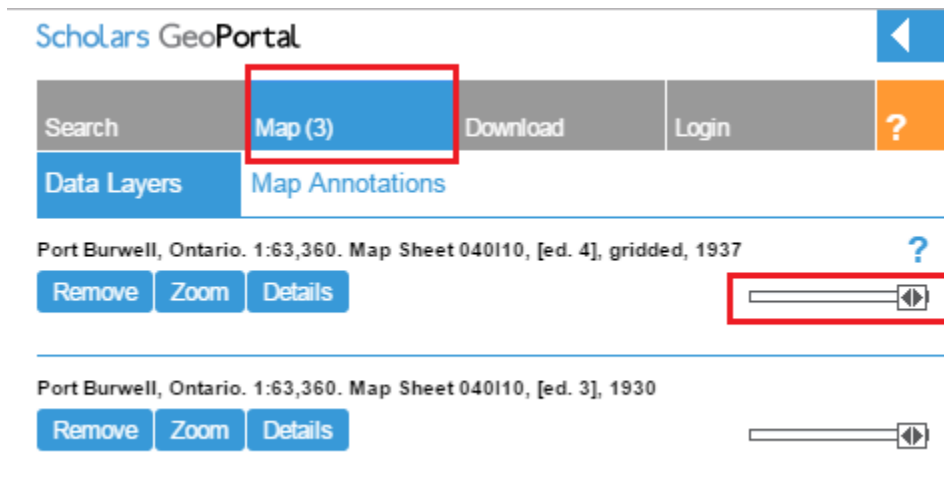 Scholars GeoPortal
Search Map (3) Download Login ?
Data Layers Map Annotations
Port Burwell, Ontario. 1:63,360. Map Sheet 040I10, [ed. 4], gridded, 1937 ?
Remove Zoom Details
Port Burwell, Ontario. 1:63,360. Map Sheet 040I10, [ed. 3], 1930
Remove Zoom Details